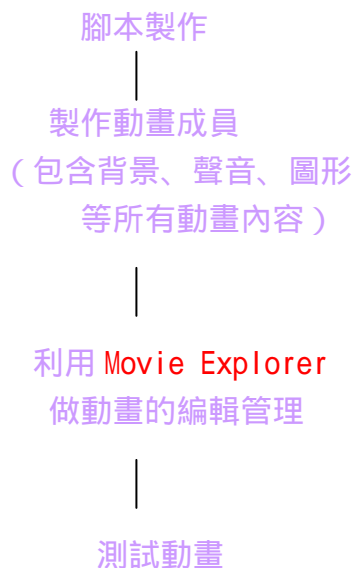 腳本製作
製作動畫成員
(包含背景、聲音、圖形
等所有動畫內容)
利用 Movie Explorer
做動畫的編輯管理
測試動畫